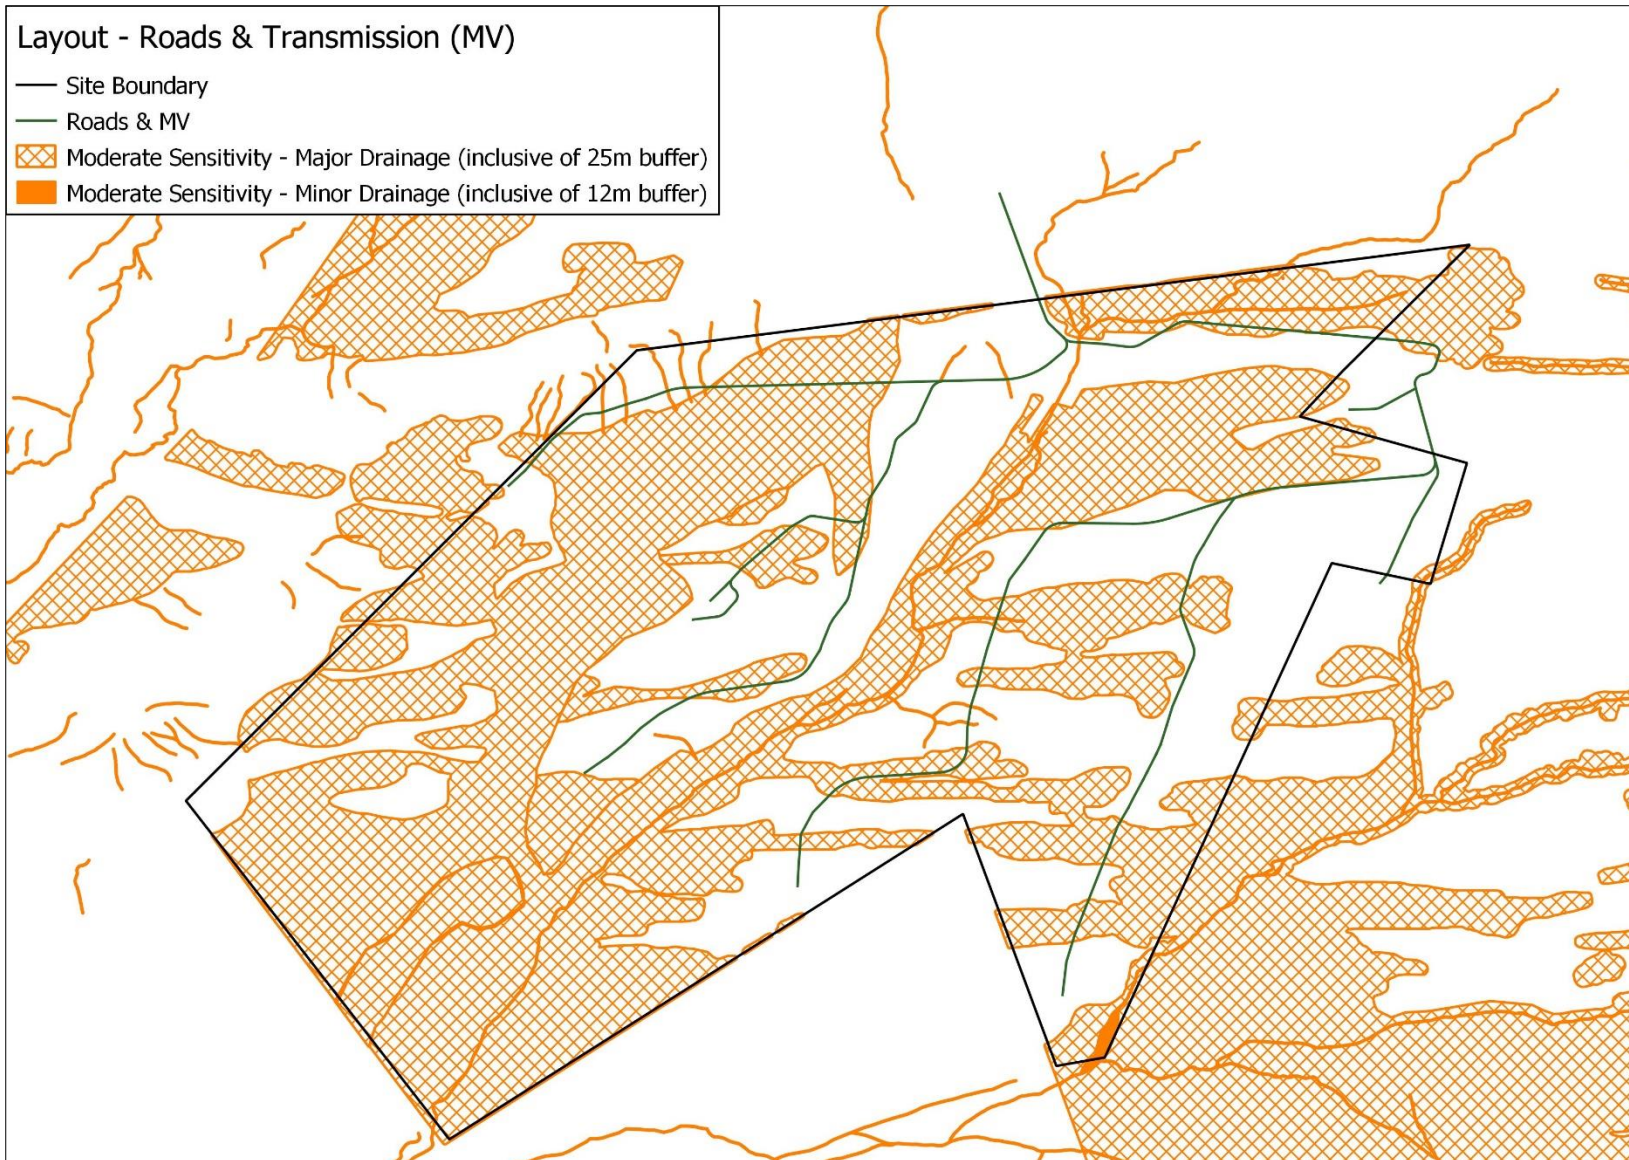 Layout - Roads & Transmission (MV)
Site Boundary
Roads & MV
Moderate Sensitivity - Major Drainage (inclusive of 25m buffer)
Moderate Sensitivity - Minor Drainage (inclusive of 12m buffer)